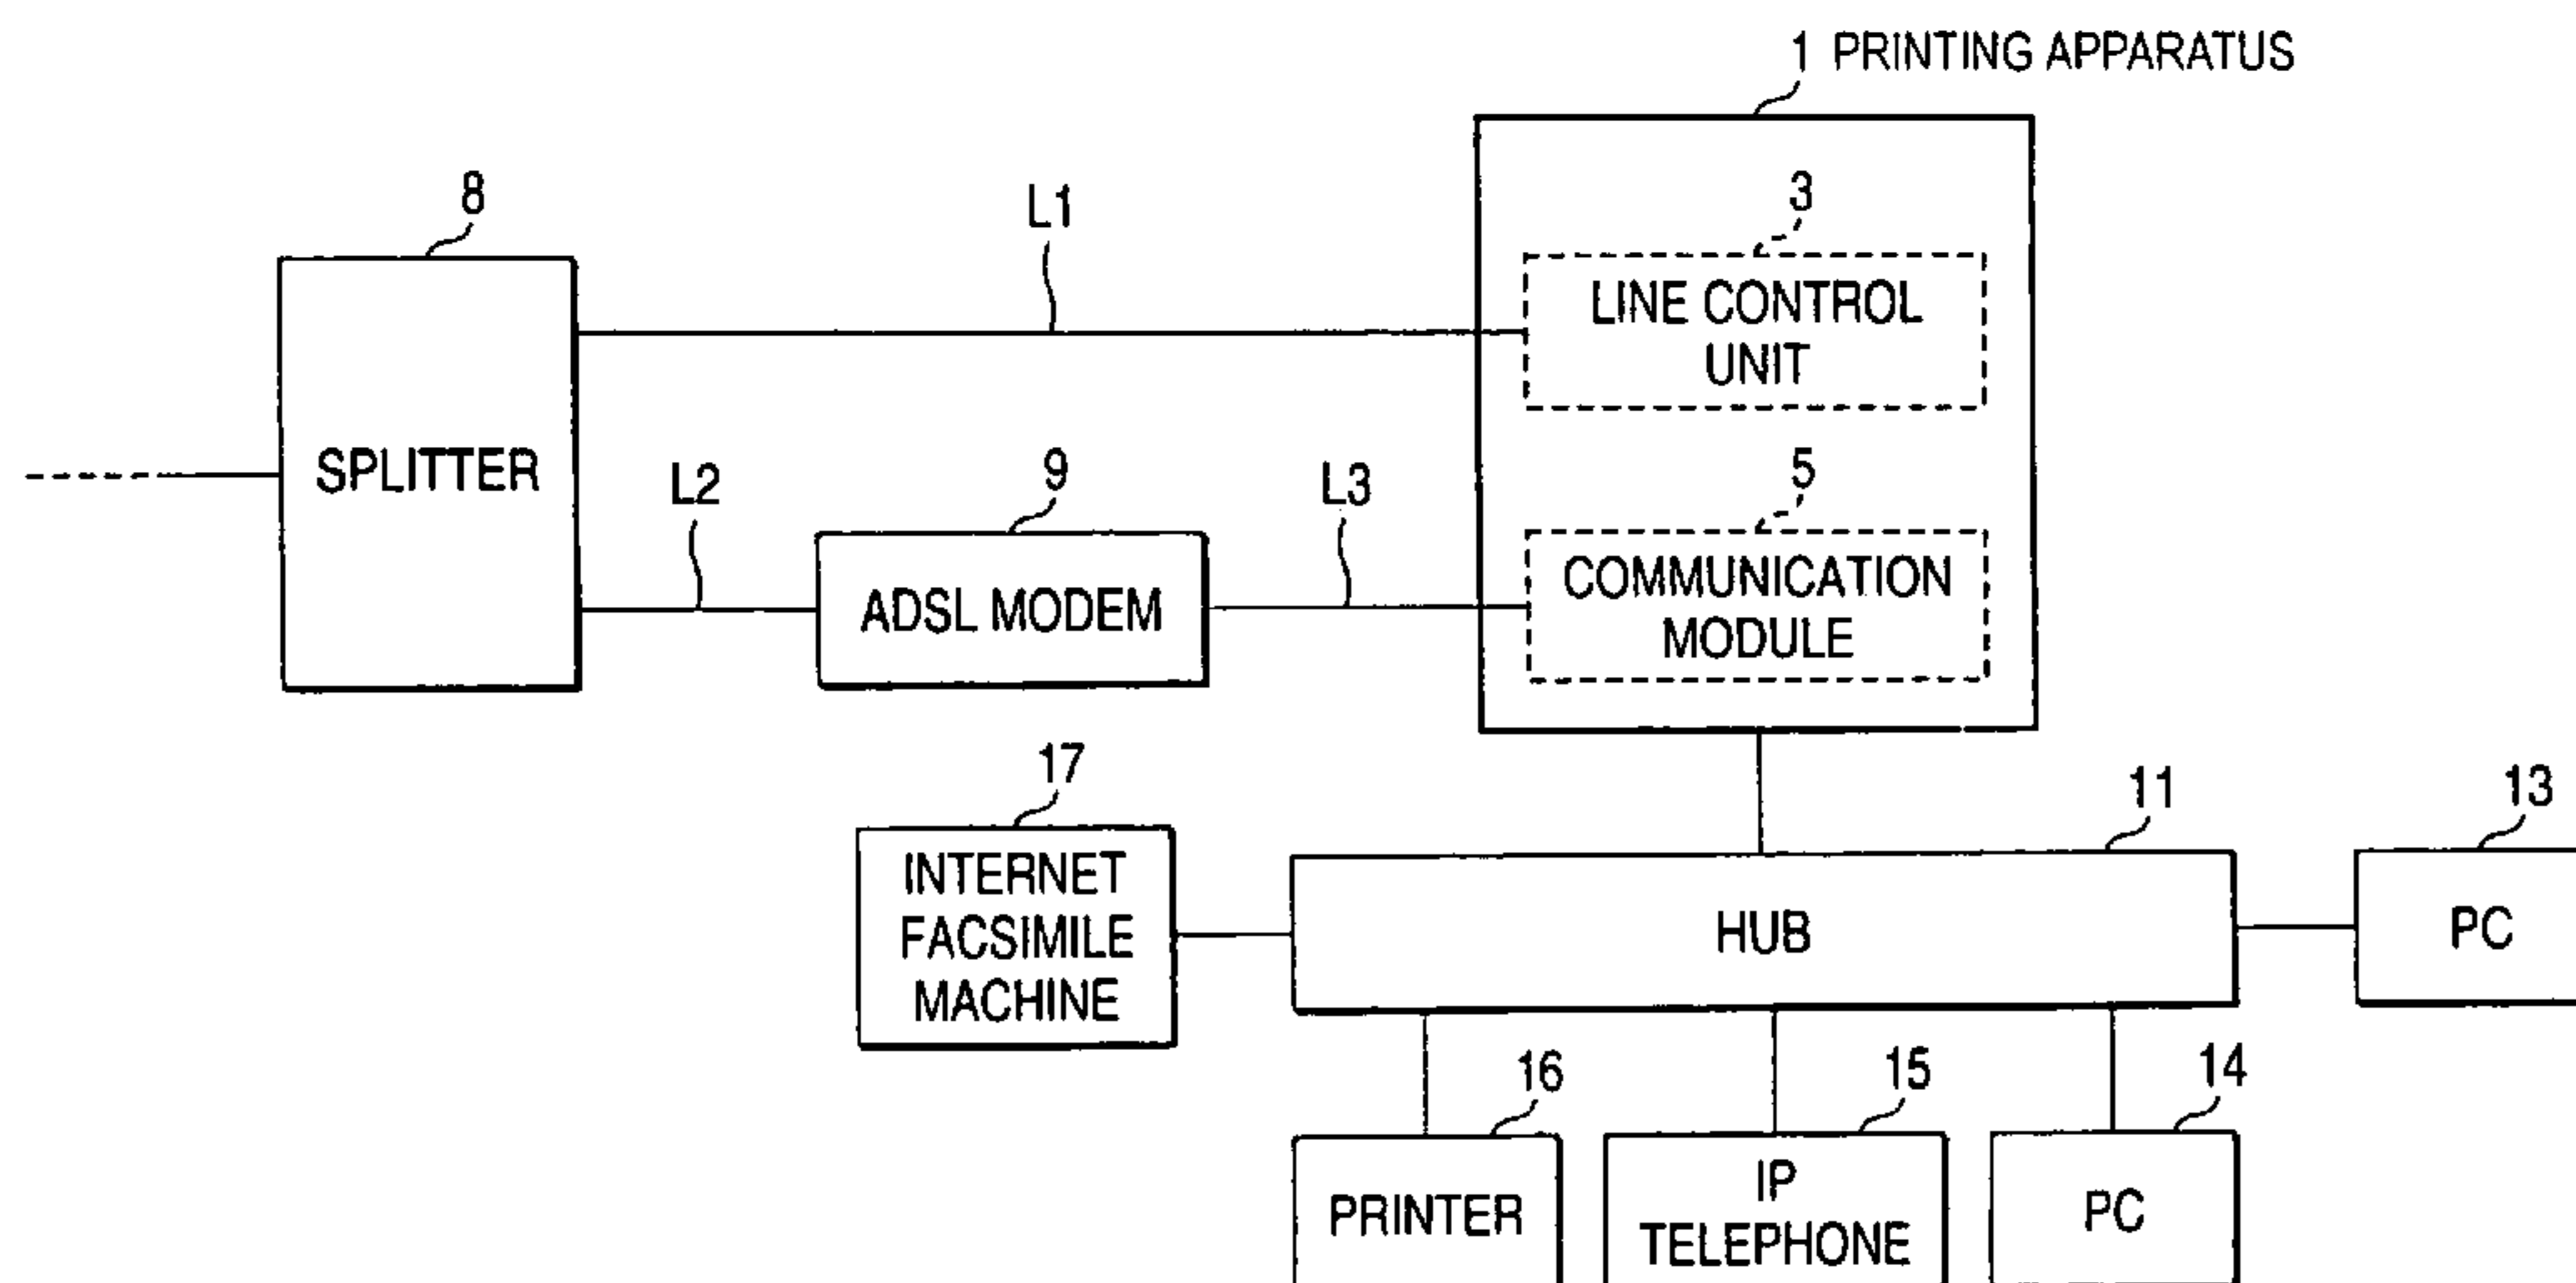 1 PRINTING APPARATUS
8
L1
3
LINE CONTROL
UNIT
SPLITTER
L2
9
L3
5
ADSL MODEM
COMMUNICATION
MODULE
17
11
13
INTERNET
FACSIMILE
MACHINE
HUB
PC
16
15
14
PRINTER
IP
TELEPHONE
PC